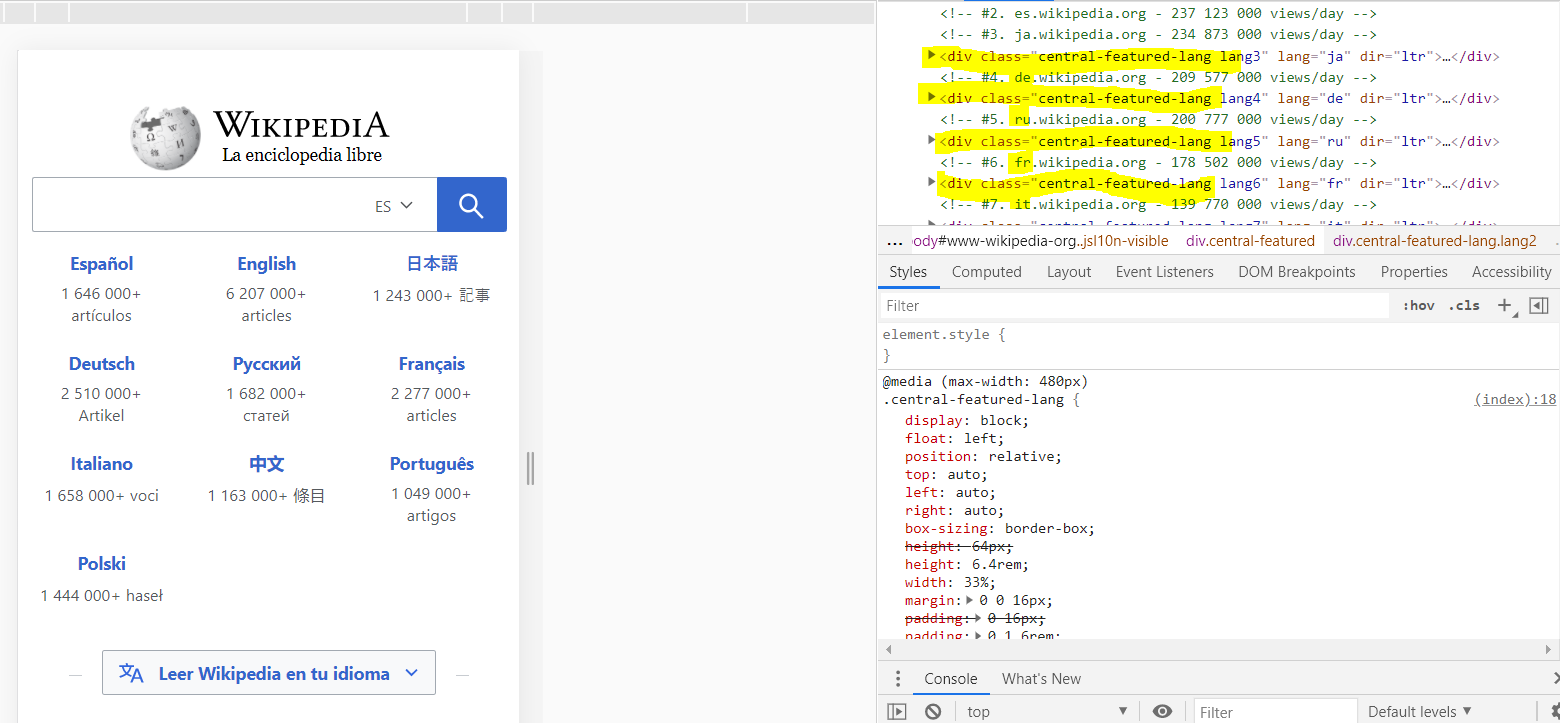 WIKIPEDIA
La enciclopedia libre
ES
Español
1 646 000+
artículos
English
6 207 000+
articles
日本語
1 243 000+ 記事
Deutsch
2 510 000+
Artikel
Русский
1 682 000+
статей
Français
2 277 000+
articles
Italiano
1 658 000+ voci
中文
1 163 000+ 條目
Português
1 049 000+
artigos
Polski
1 444 000+ haseł
Leer Wikipedia en tu idioma
<!-- #2. es.wikipedia.org - 237 123 000 views/day -->
<!-- #3. ja.wikipedia.org - 234 873 000 views/day -->
<div class="central-featured-lang lang3" lang="ja" dir="ltr">…</div>
<!-- #4. de.wikipedia.org - 209 577 000 views/day -->
<div class="central-featured-lang lang4" lang="de" dir="ltr">…</div>
<!-- #5. ru.wikipedia.org - 200 777 000 views/day -->
<div class="central-featured-lang lang5" lang="ru" dir="ltr">…</div>
<!-- #6. fr.wikipedia.org - 178 502 000 views/day -->
<div class="central-featured-lang lang6" lang="fr" dir="ltr">…</div>
<!-- #7. it.wikipedia.org - 139 770 000 views/day -->
<div class="central-featured-lang lang7" lang="it" dir="ltr">…</div>
... ody#www-wikipedia-org..jsl10n-visible div.central-featured div.central-featured-lang.lang2
Styles Computed Layout Event Listeners DOM Breakpoints Properties Accessibility
Filter :hov .cls +
element.style {
}
@media (max-width: 480px)
.central-featured-lang { (index):18
display: block;
float: left;
position: relative;
top: auto;
left: auto;
right: auto;
box-sizing: border-box;
height: 64px;
height: 6.4rem;
width: 33%;
margin: 0 0 16px;
padding: 0 16px;
padding: 0 1.6rem;
Console What's New
top Filter Default levels